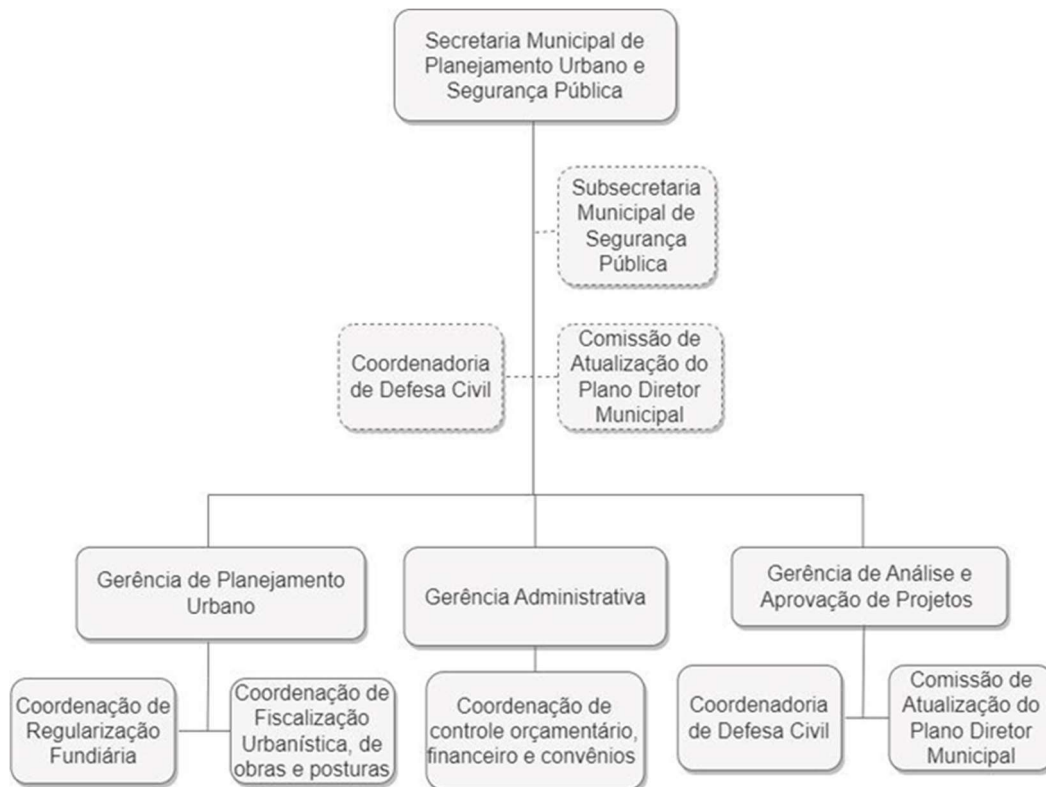 Secretaria Municipal de
Planejamento Urbano e
Segurança Pública
Subsecretaria
Municipal de
Segurança
Pública
Coordenadoria
de Defesa Civil
Comissão de
Atualização do
Plano Diretor
Municipal
Gerência de Planejamento
Urbano
Gerência Administrativa
Gerência de Análise e
Aprovação de Projetos
Coordenação de
Regularização
Fundiária
Coordenação de
Fiscalização
Urbanística, de
obras e posturas
Coordenação de
controle orçamentário,
financeiro e convênios
Coordenadoria
de Defesa Civil
Comissão de
Atualização do
Plano Diretor
Municipal